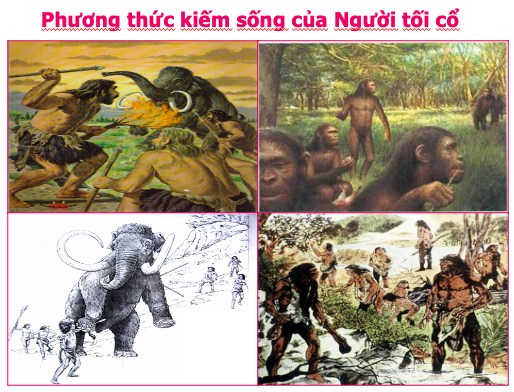 Phương thức kiếm sống của Người tối cổ